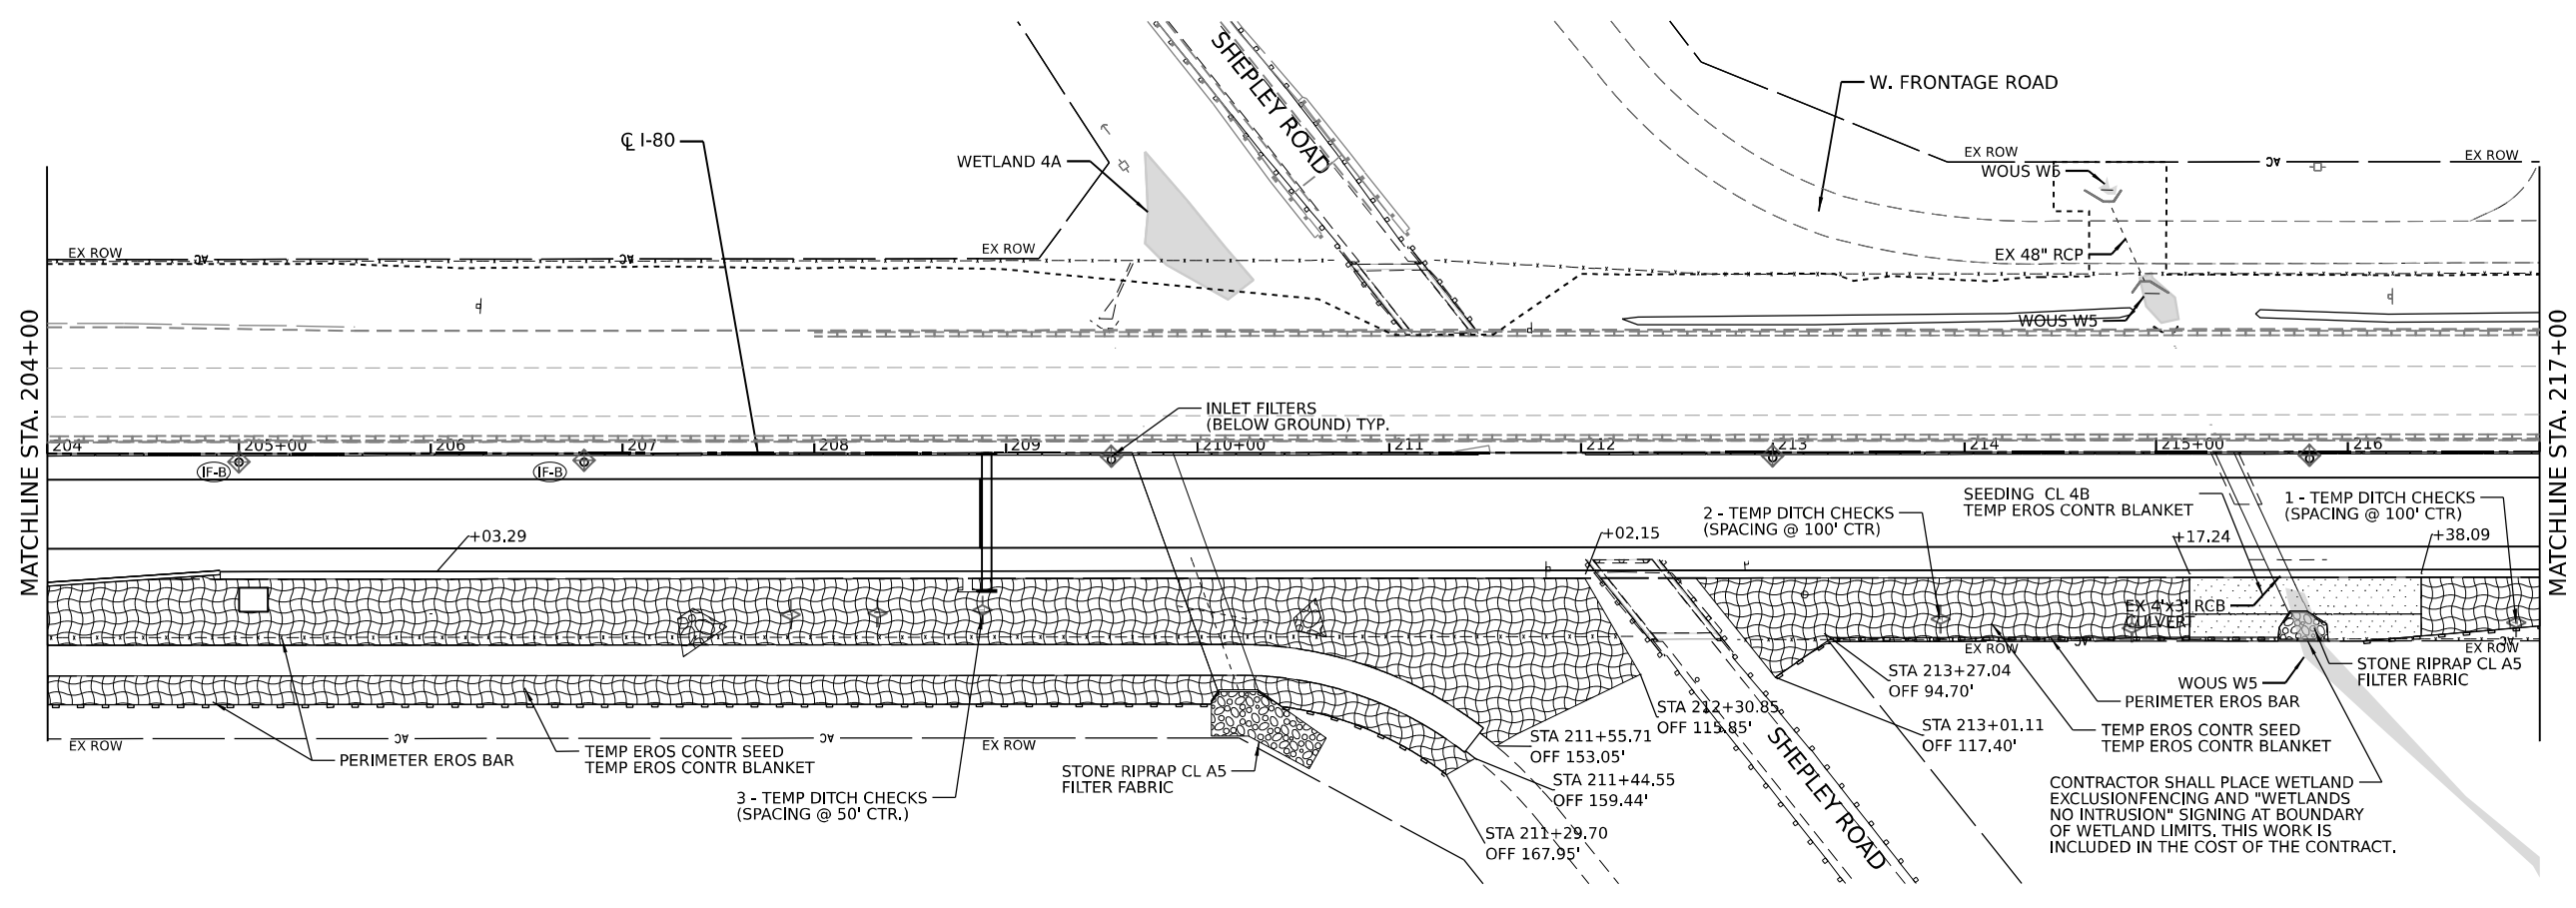 SHEPLEY ROAD
W. FRONTAGE ROAD
℄ I-80
WETLAND 4A
EX ROW
AC
EX ROW
WOUS W5
EX ROW
AC
AC
EX ROW
EX 48" RCP
WOUS W5
MATCHLINE STA. 204+00
MATCHLINE STA. 217+00
INLET FILTERS
(BELOW GROUND) TYP.
204
205+00
206
207
208
209
210+00
211
212
213
214
215+00
216
IF-B
IF-B
SEEDING CL 4B
TEMP EROS CONTR BLANKET
1 - TEMP DITCH CHECKS
(SPACING @ 100' CTR)
2 - TEMP DITCH CHECKS
(SPACING @ 100' CTR)
+03.29
+02.15
+17.24
+38.09
EX 4'x3' RCB
CULVERT
EX ROW
AC
EX ROW
AC
STONE RIPRAP CL A5
FILTER FABRIC
WOUS W5
STA 213+27.04
OFF 94.70'
PERIMETER EROS BAR
STA 212+30.85
OFF 115.85'
STA 213+01.11
OFF 117.40'
TEMP EROS CONTR SEED
TEMP EROS CONTR BLANKET
EX ROW
AC
AC
EX ROW
PERIMETER EROS BAR
TEMP EROS CONTR SEED
TEMP EROS CONTR BLANKET
STA 211+55.71
OFF 153.05'
STONE RIPRAP CL A5
FILTER FABRIC
STA 211+44.55
OFF 159.44'
3 - TEMP DITCH CHECKS
(SPACING @ 50' CTR.)
STA 211+29.70
OFF 167.95'
SHEPLEY ROAD
CONTRACTOR SHALL PLACE WETLAND
EXCLUSIONFENCING AND "WETLANDS
NO INTRUSION" SIGNING AT BOUNDARY
OF WETLAND LIMITS. THIS WORK IS
INCLUDED IN THE COST OF THE CONTRACT.